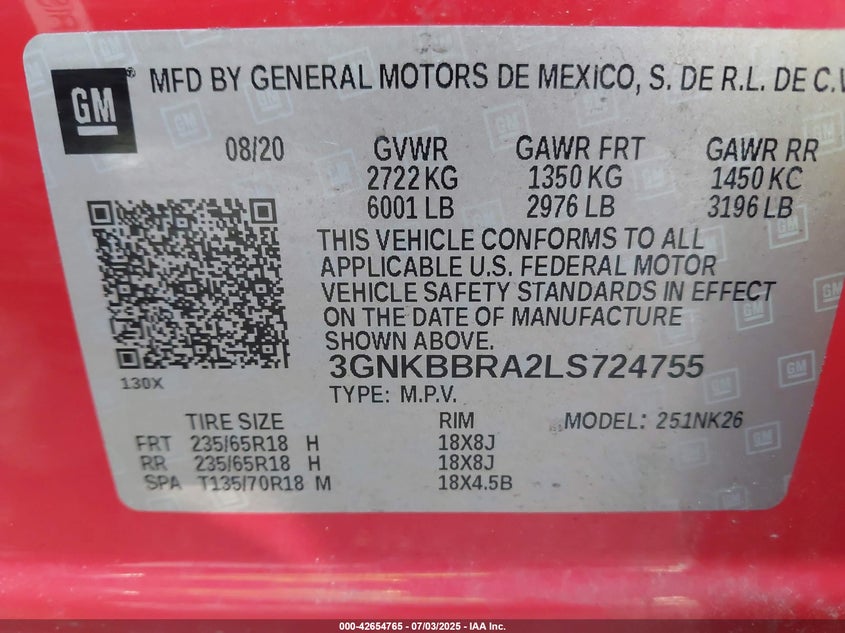 GM
MFD BY GENERAL MOTORS DE MEXICO, S. DE R.L. DE C.V
08/20 GVWR GAWR FRT GAWR RR
2722 KG 1350 KG 1450 KC
6001 LB 2976 LB 3196 LB
THIS VEHICLE CONFORMS TO ALL
APPLICABLE U.S. FEDERAL MOTOR
VEHICLE SAFETY STANDARDS IN EFFECT
ON THE DATE OF MANUFACTURE
SHOWN ABOVE.
3GNKBBRA2LS724755
130X
TYPE: M.P.V.
TIRE SIZE RIM MODEL: 251NK26
FRT 235/65R18 H 18X8J
RR 235/65R18 H 18X8J
SPA T135/70R18 M 18X4.5B
000-42654765 - 07/03/2025 - IAA Inc.